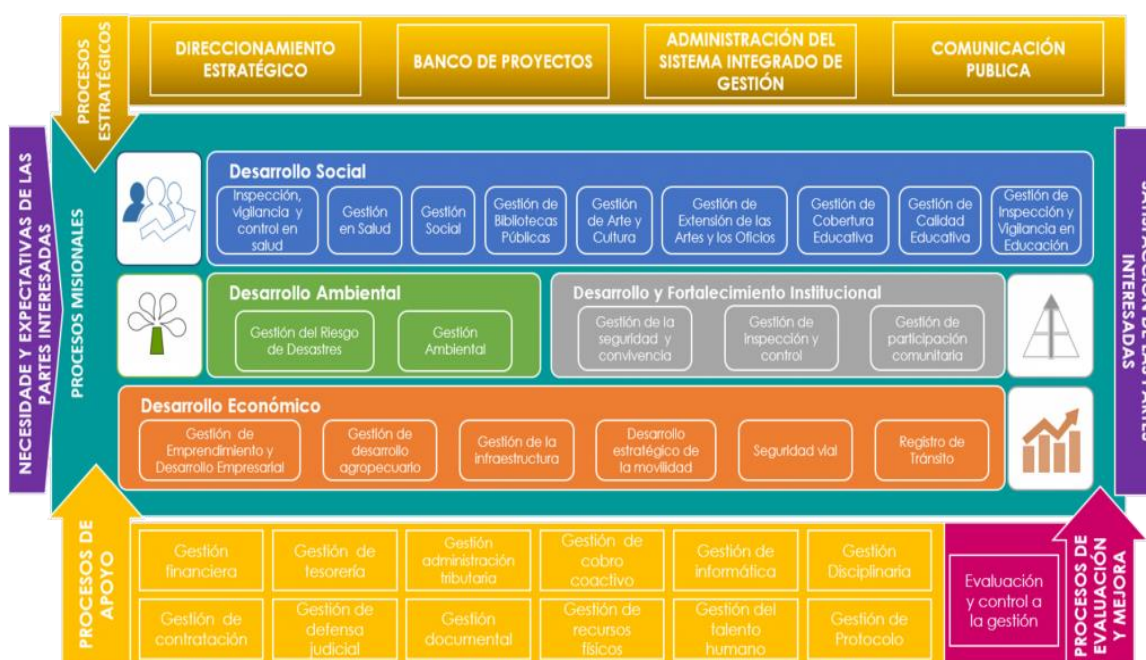 PROCESOS
ESTRATÉGICOS
DIRECCIONAMIENTO
ESTRATÉGICO
BANCO DE PROYECTOS
ADMINISTRACIÓN DEL
SISTEMA INTEGRADO DE
GESTIÓN
COMUNICACIÓN
PUBLICA
NECESIDADE Y EXPECTATIVAS DE LAS
PARTES INTERESADAS
PROCESOS MISIONALES
Desarrollo Social
Inspección,
vigilancia y
control en
salud
Gestión
en Salud
Gestión
Social
Gestión de
Bibliotecas
Públicas
Gestión
de Arte y
Cultura
Gestión de
Extensión de las
Artes y los Oficios
Gestión de
Cobertura
Educativa
Gestión de
Calidad
Educativa
Gestión de
Inspección y
Vigilancia en
Educación
Desarrollo Ambiental
Gestión del Riesgo
de Desastres
Gestión
Ambiental
Desarrollo y Fortalecimiento Institucional
Gestión de la
seguridad y
convivencia
Gestión de
inspección y
control
Gestión de
participación
comunitaria
Desarrollo Económico
Gestión de
Emprendimiento y
Desarrollo Empresarial
Gestión de
desarrollo
agropecuario
Gestión de la
infraestructura
Desarrollo
estratégico de
la movilidad
Seguridad vial
Registro de
Tránsito
INTERESADAS
PROCESOS DE
APOYO
Gestión
financiera
Gestión de
tesorería
Gestión
administración
tributaria
Gestión de
cobro
coactivo
Gestión de
informática
Gestión
Disciplinaria
Gestión de
contratación
Gestión de
defensa
judicial
Gestión
documental
Gestión de
recursos
físicos
Gestión del
talento
humano
Gestión de
Protocolo
Evaluación
y control a
la gestión
PROCESOS DE
EVALUACIÓN
Y MEJORA